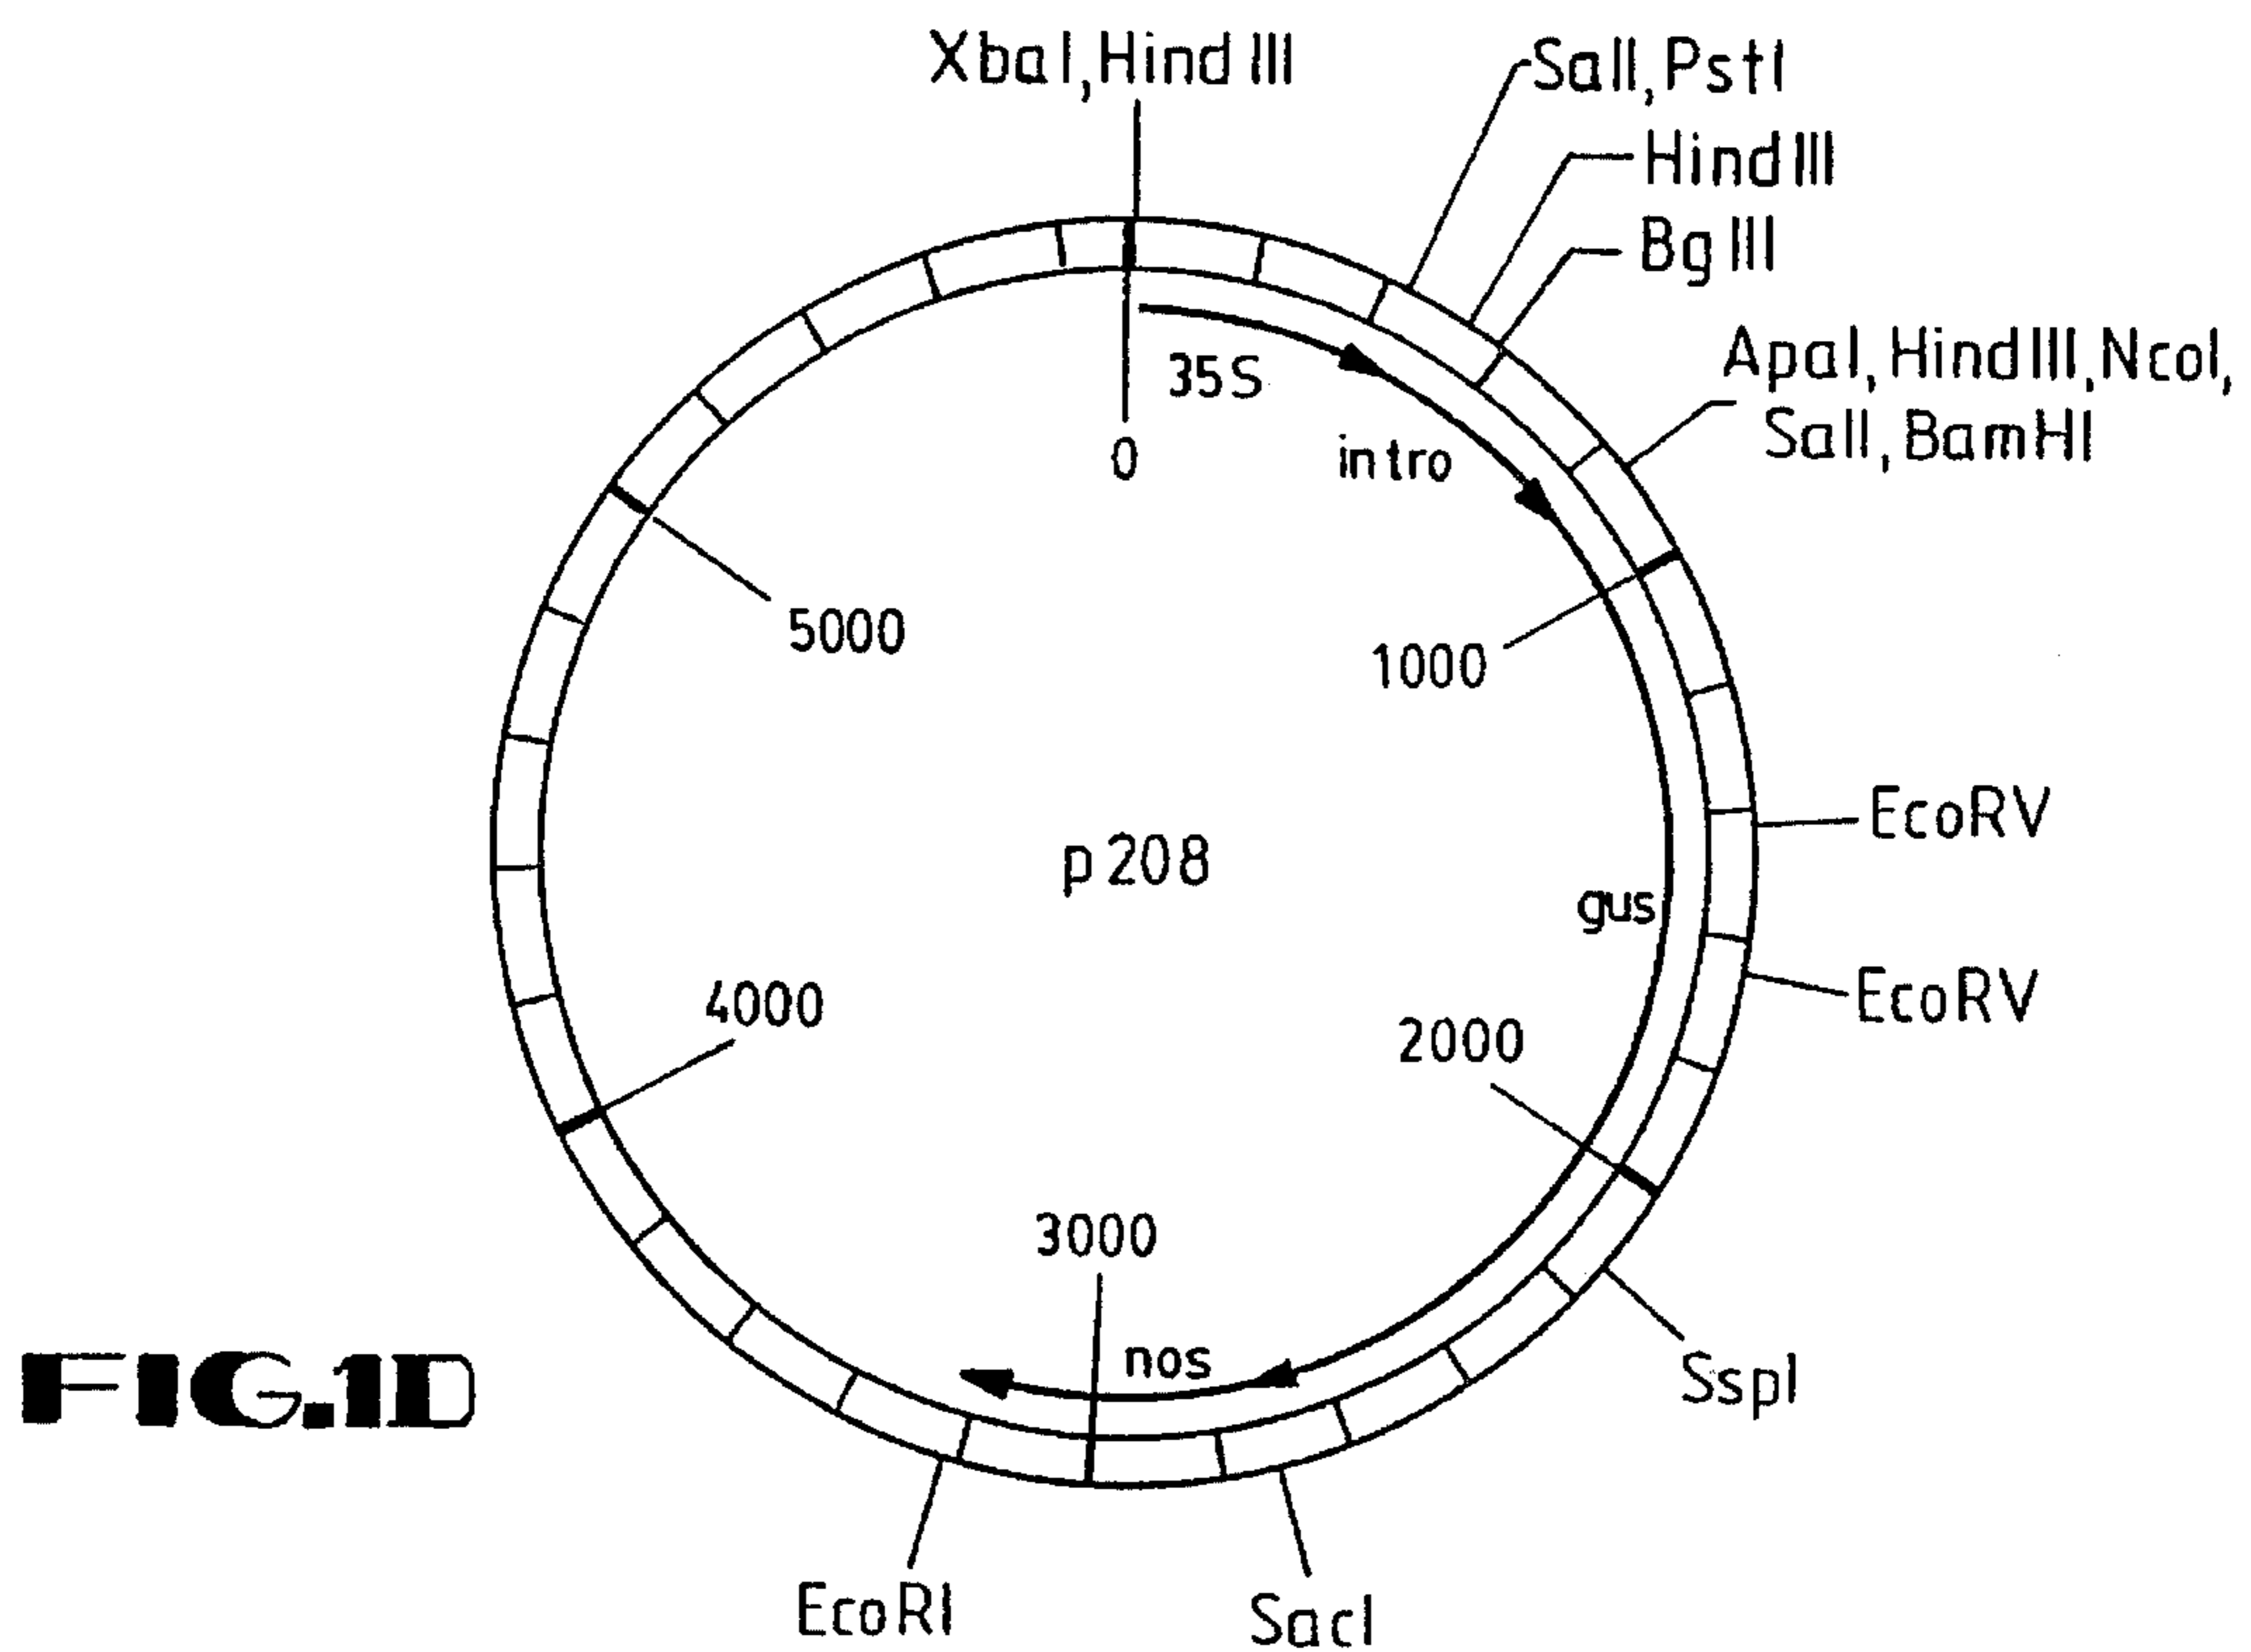 XbaI, HindIII
SalI, PstI
HindIII
BglII
ApaI, HindIII, NcoI,
SalI, BamHI
35S
0
intro
5000
1000
EcoRV
p208
gus
EcoRV
4000
2000
3000
nos
SspI
FIG.1D
EcoRI
SacI